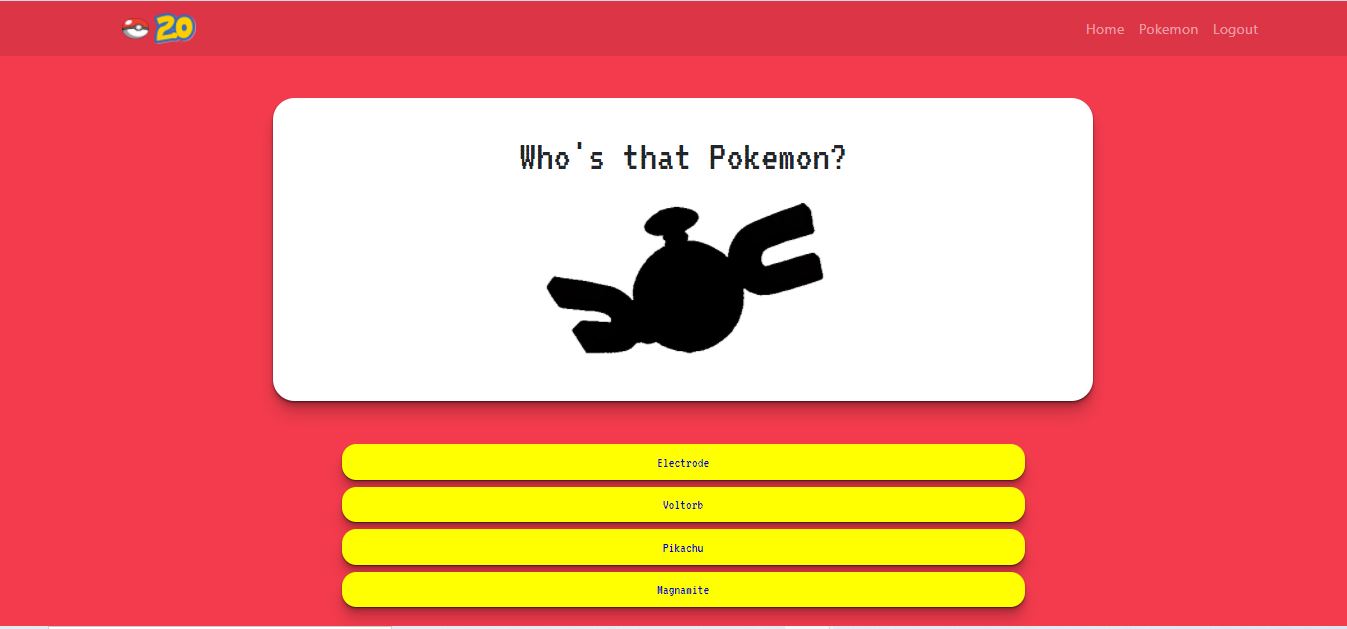 20
Home Pokemon Logout
Who's that Pokemon?
Electrode
Voltorb
Pikachu
Magnamite